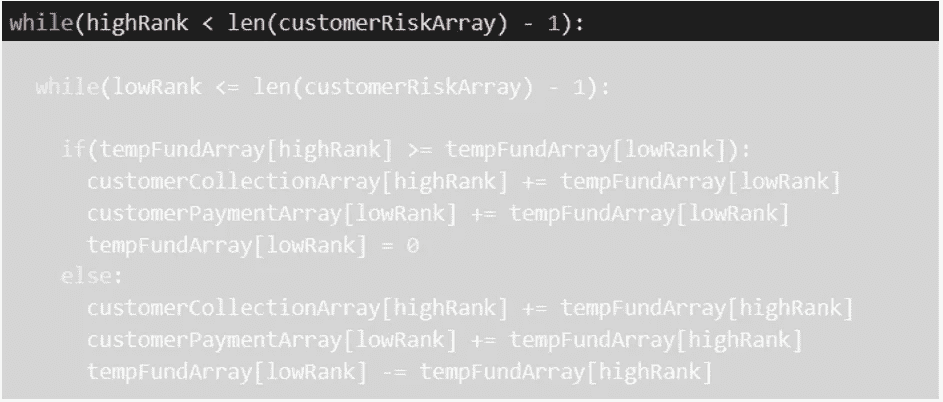 while(highRank < len(customerRiskArray) - 1):
while(lowRank <= len(customerRiskArray) - 1):
if(tempFundArray[highRank] >= tempFundArray[lowRank]):
customerCollectionArray[highRank] += tempFundArray[lowRank]
customerPaymentArray[lowRank] += tempFundArray[lowRank]
tempFundArray[lowRank] = 0
else:
customerCollectionArray[highRank] += tempFundArray[highRank]
customerPaymentArray[lowRank] += tempFundArray[highRank]
tempFundArray[lowRank] -= tempFundArray[highRank]